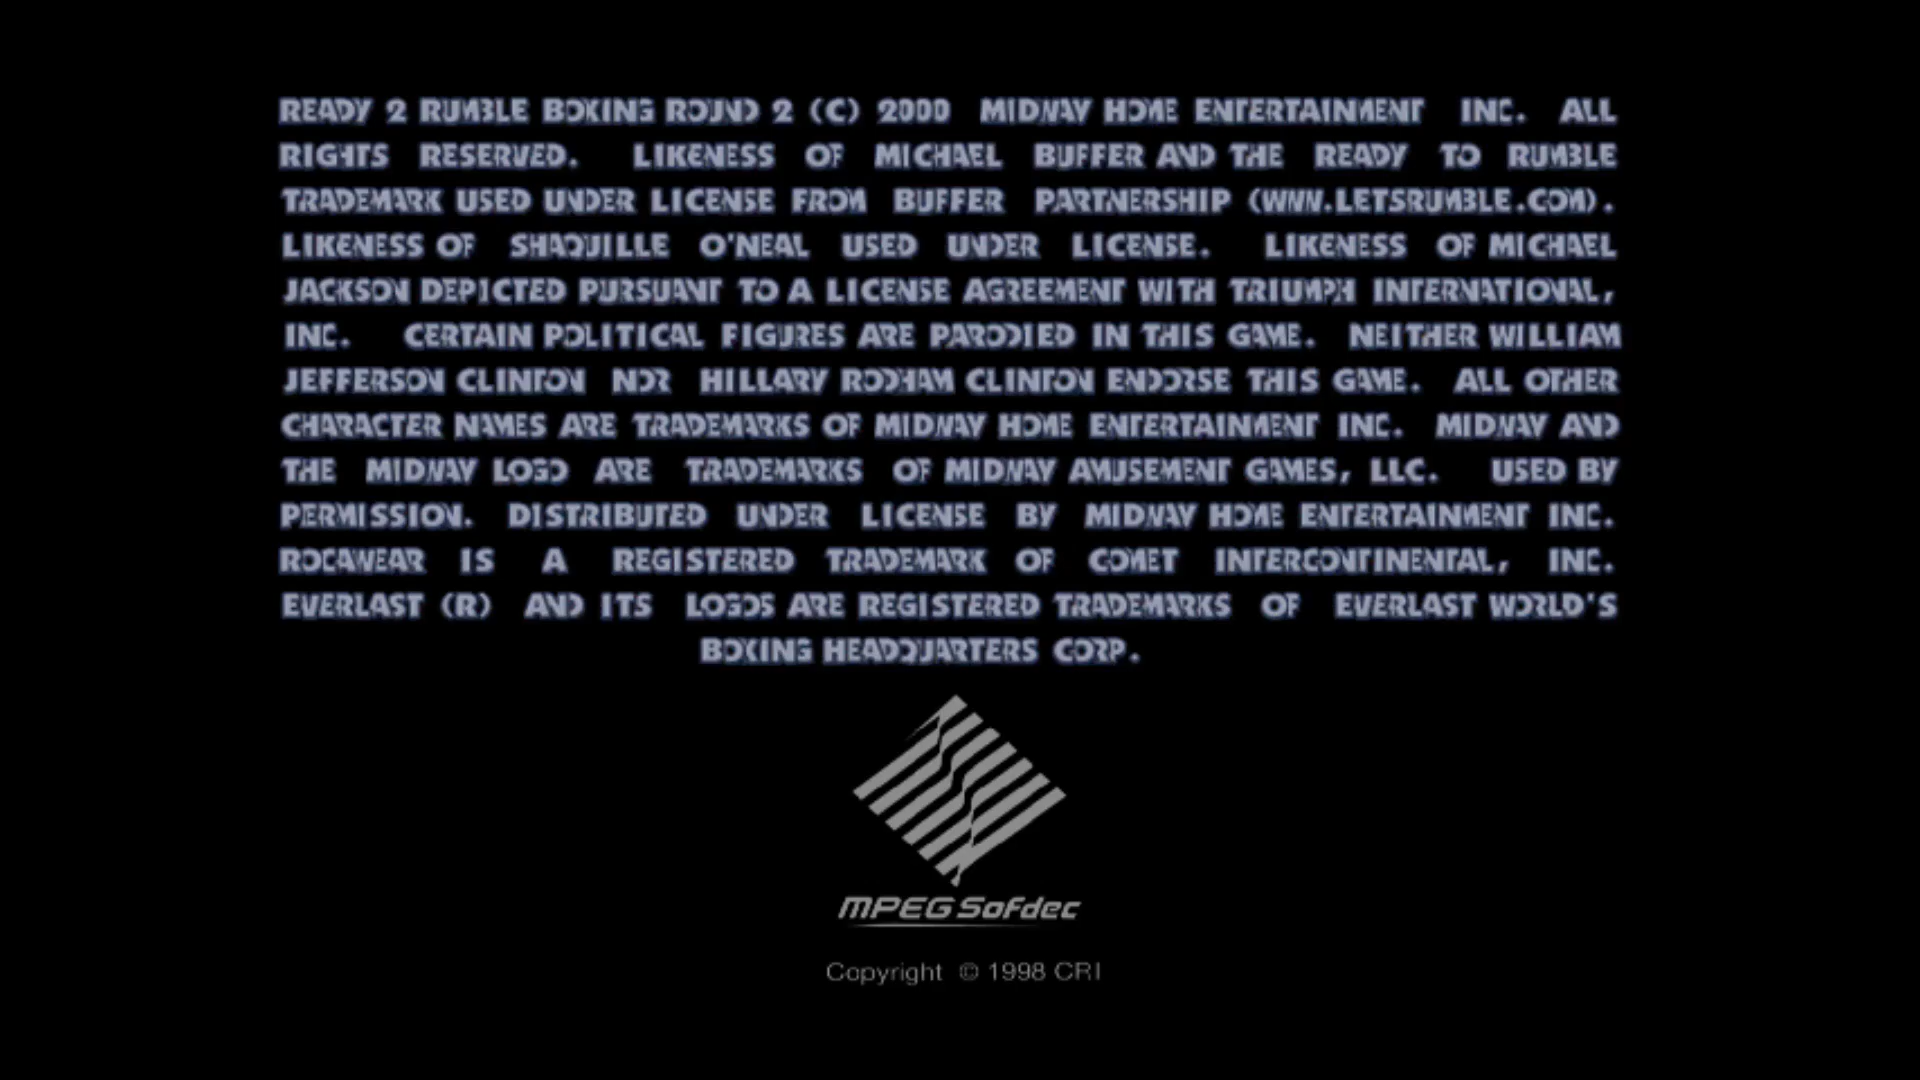 READY 2 RUMBLE BOXING ROUND 2 (C) 2000 MIDWAY HOME ENTERTAINMENT INC. ALL
RIGHTS RESERVED. LIKENESS OF MICHAEL BUFFER AND THE READY TO RUMBLE
TRADEMARK USED UNDER LICENSE FROM BUFFER PARTNERSHIP (WWW.LETSRUMBLE.COM).
LIKENESS OF SHAQUILLE O'NEAL USED UNDER LICENSE. LIKENESS OF MICHAEL
JACKSON DEPICTED PURSUANT TO A LICENSE AGREEMENT WITH TRIUMPH INTERNATIONAL,
INC. CERTAIN POLITICAL FIGURES ARE PARODIED IN THIS GAME. NEITHER WILLIAM
JEFFERSON CLINTON NOR HILLARY RODHAM CLINTON ENDORSE THIS GAME. ALL OTHER
CHARACTER NAMES ARE TRADEMARKS OF MIDWAY HOME ENTERTAINMENT INC. MIDWAY AND
THE MIDWAY LOGO ARE TRADEMARKS OF MIDWAY AMUSEMENT GAMES, LLC. USED BY
PERMISSION. DISTRIBUTED UNDER LICENSE BY MIDWAY HOME ENTERTAINMENT INC.
ROCAWEAR IS A REGISTERED TRADEMARK OF COMET INTERCONTINENTAL, INC.
EVERLAST (R) AND ITS LOGOS ARE REGISTERED TRADEMARKS OF EVERLAST WORLD'S
BOXING HEADQUARTERS CORP.
MPEG Sofdec
Copyright © 1998 CRI